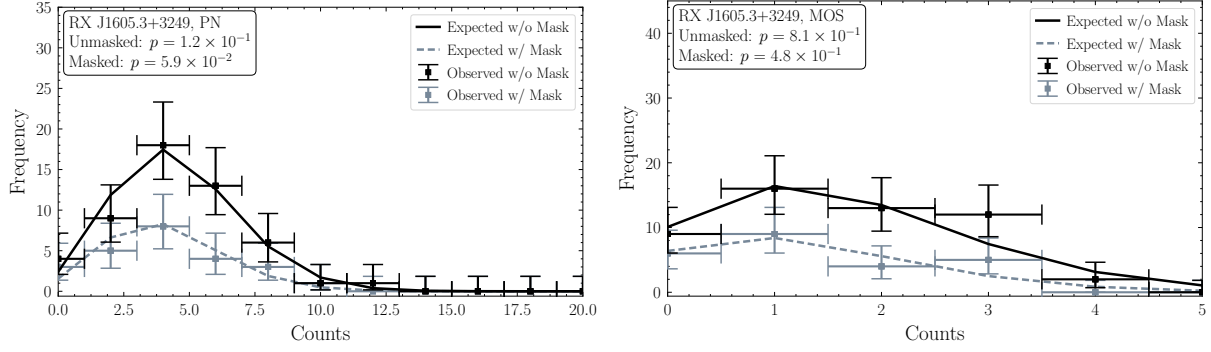 RX J1605.3+3249, PN
Unmasked: p = 1.2 × 10⁻¹
Masked: p = 5.9 × 10⁻²
Expected w/o Mask
Expected w/ Mask
Observed w/o Mask
Observed w/ Mask
Frequency
35
30
25
20
15
10
5
0
0.0 2.5 5.0 7.5 10.0 12.5 15.0 17.5 20.0
Counts
RX J1605.3+3249, MOS
Unmasked: p = 8.1 × 10⁻¹
Masked: p = 4.8 × 10⁻¹
Expected w/o Mask
Expected w/ Mask
Observed w/o Mask
Observed w/ Mask
Frequency
40
30
20
10
0
0 1 2 3 4 5
Counts